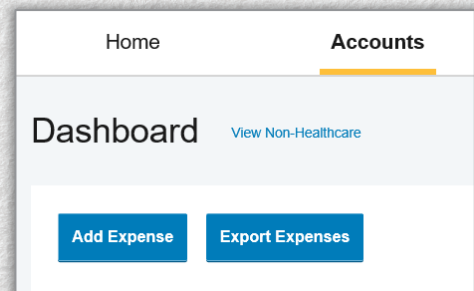 Home Accounts
Dashboard View Non-Healthcare
Add Expense Export Expenses